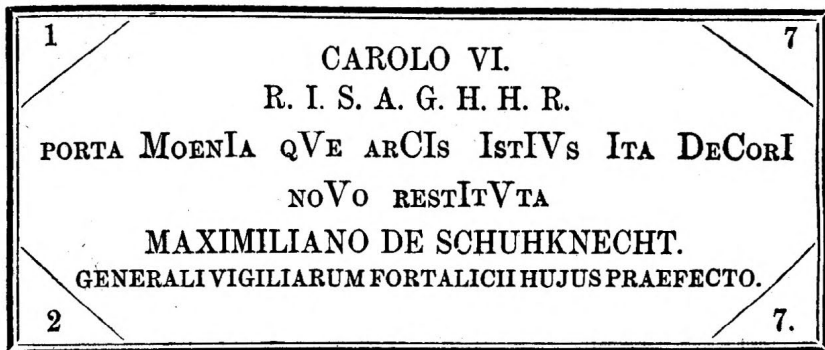 1 7
CAROLO VI.
R. I. S. A. G. H. H. R.
PORTA MOENIA QVE ARCIS ISTIVS ITA DECORI
NOVO RESTITVTA
MAXIMILIANO DE SCHUHKNECHT.
GENERALI VIGILIARUM FORTALICII HUJUS PRAEFECTO.
2 7.